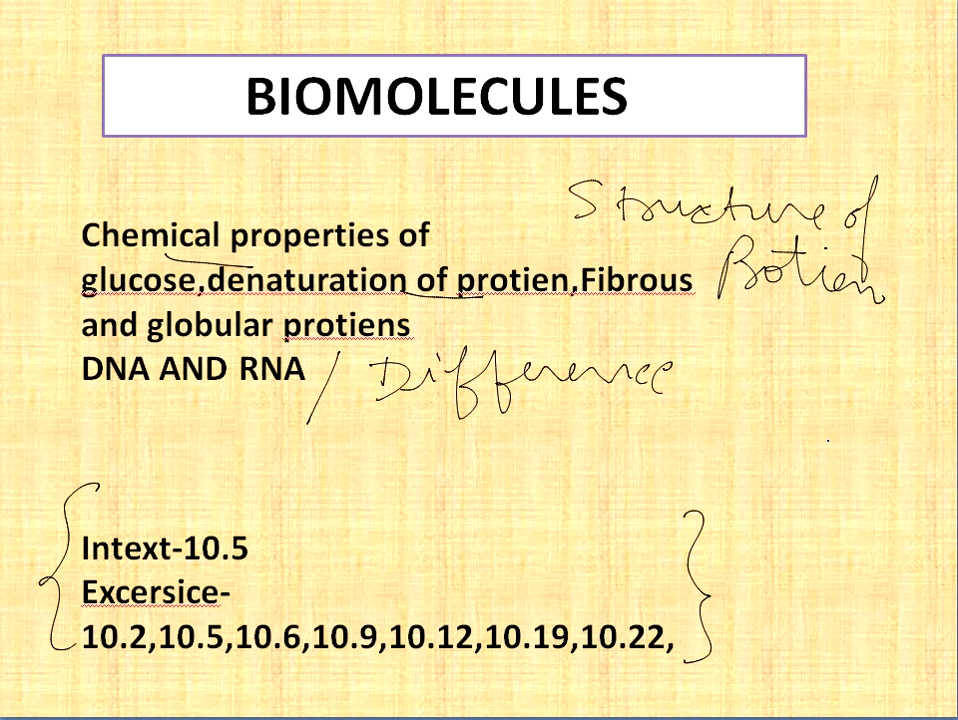 BIOMOLECULES
Structure of
Protien
Chemical properties of
glucose,denaturation of protien,Fibrous
and globular protiens
DNA AND RNA / Difference
Intext-10.5
Excersice-
10.2,10.5,10.6,10.9,10.12,10.19,10.22,